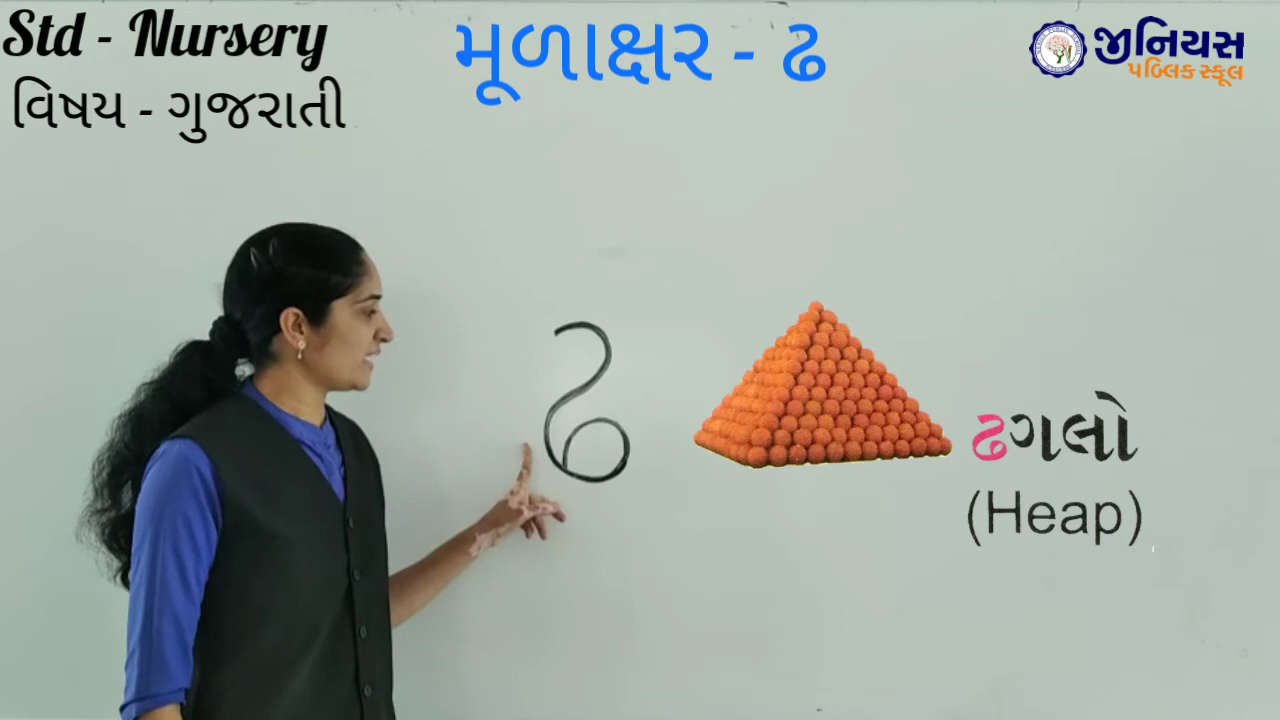 Std - Nursery
વિષય - ગુજરાતી
મૂળાક્ષર - ઢ
જીનિયસ
પબ્લિક સ્કૂલ
ઢ
ઢગલો
(Heap)